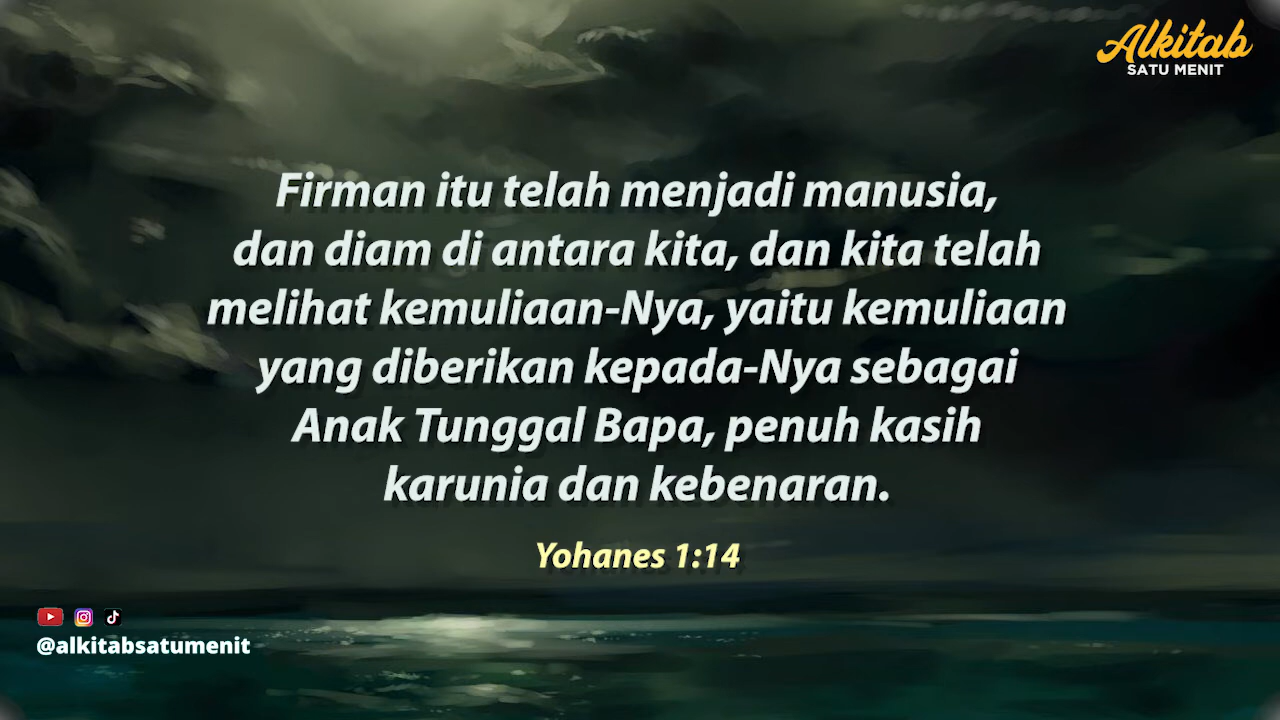 Alkitab
SATU MENIT
Firman itu telah menjadi manusia,
dan diam di antara kita, dan kita telah
melihat kemuliaan-Nya, yaitu kemuliaan
yang diberikan kepada-Nya sebagai
Anak Tunggal Bapa, penuh kasih
karunia dan kebenaran.
Yohanes 1:14
@alkitabsatumenit